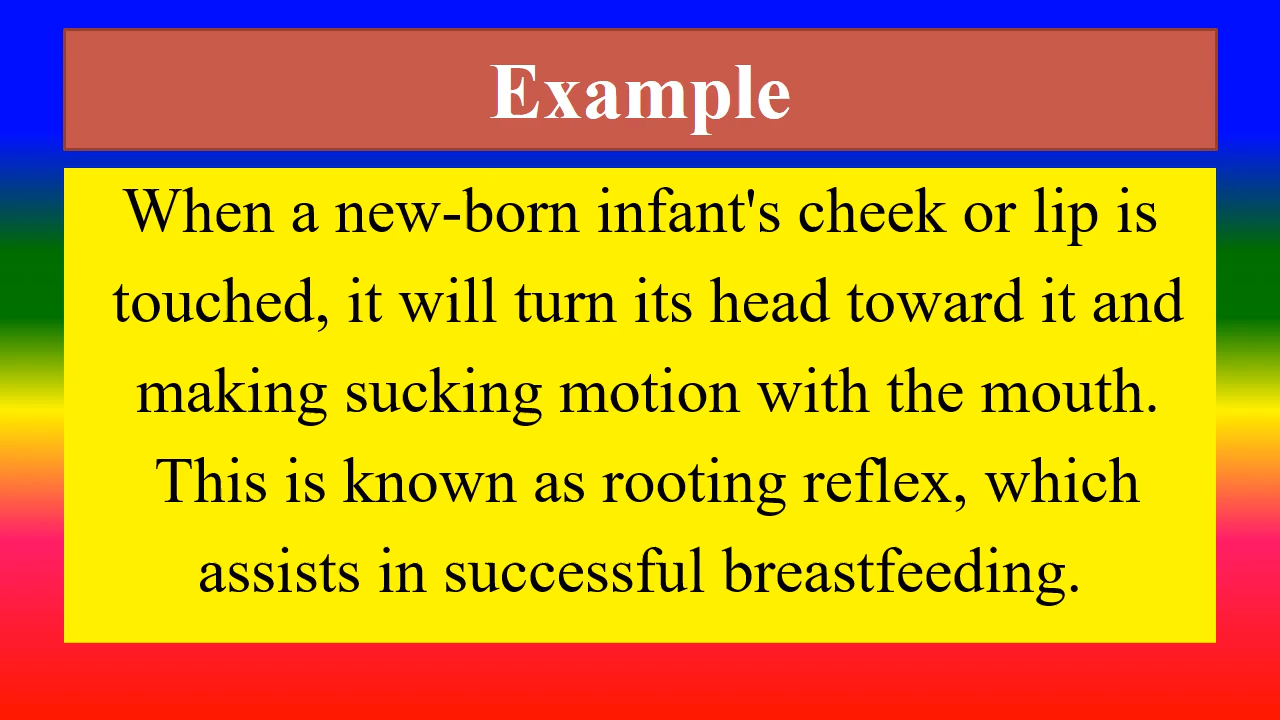 Example
When a new-born infant's cheek or lip is
touched, it will turn its head toward it and
making sucking motion with the mouth.
This is known as rooting reflex, which
assists in successful breastfeeding.